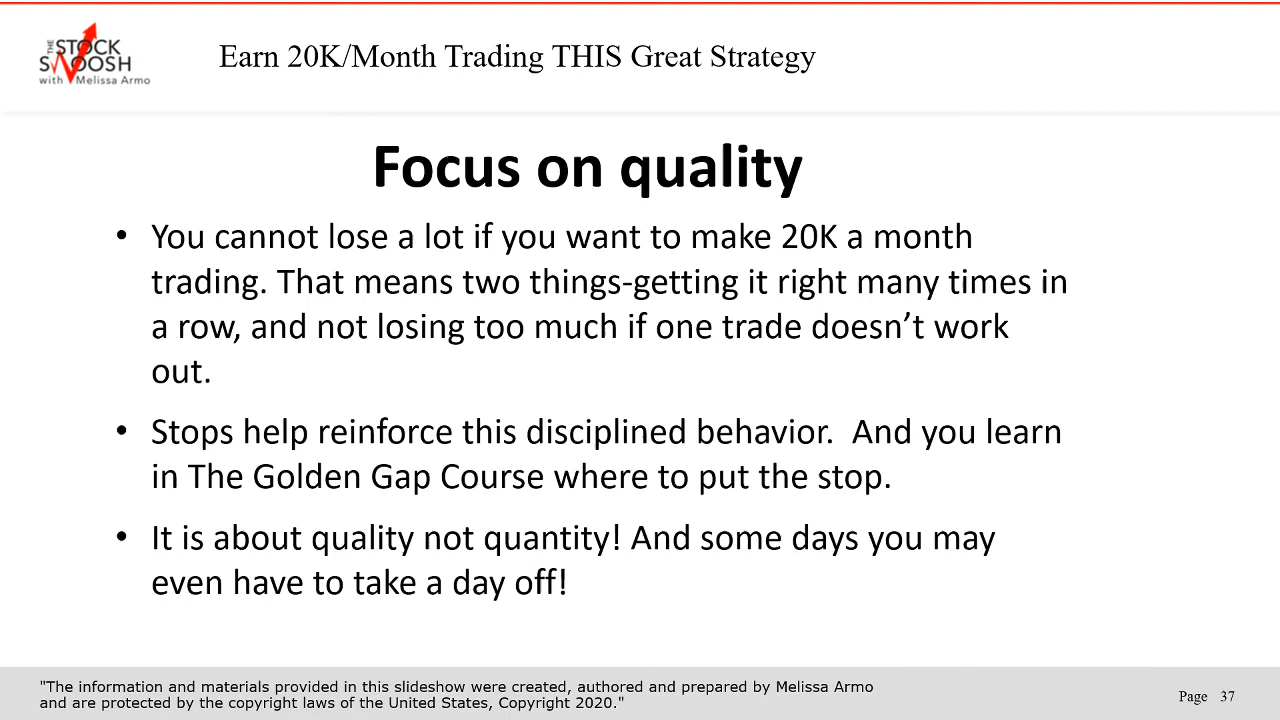 THE STOCK
SWOOSH
with Melissa Armo
Earn 20K/Month Trading THIS Great Strategy
Focus on quality
• You cannot lose a lot if you want to make 20K a month
trading. That means two things-getting it right many times in
a row, and not losing too much if one trade doesn’t work
out.
• Stops help reinforce this disciplined behavior.  And you learn
in The Golden Gap Course where to put the stop.
• It is about quality not quantity! And some days you may
even have to take a day off!
"The information and materials provided in this slideshow were created, authored and prepared by Melissa Armo
and are protected by the copyright laws of the United States, Copyright 2020."
Page 37